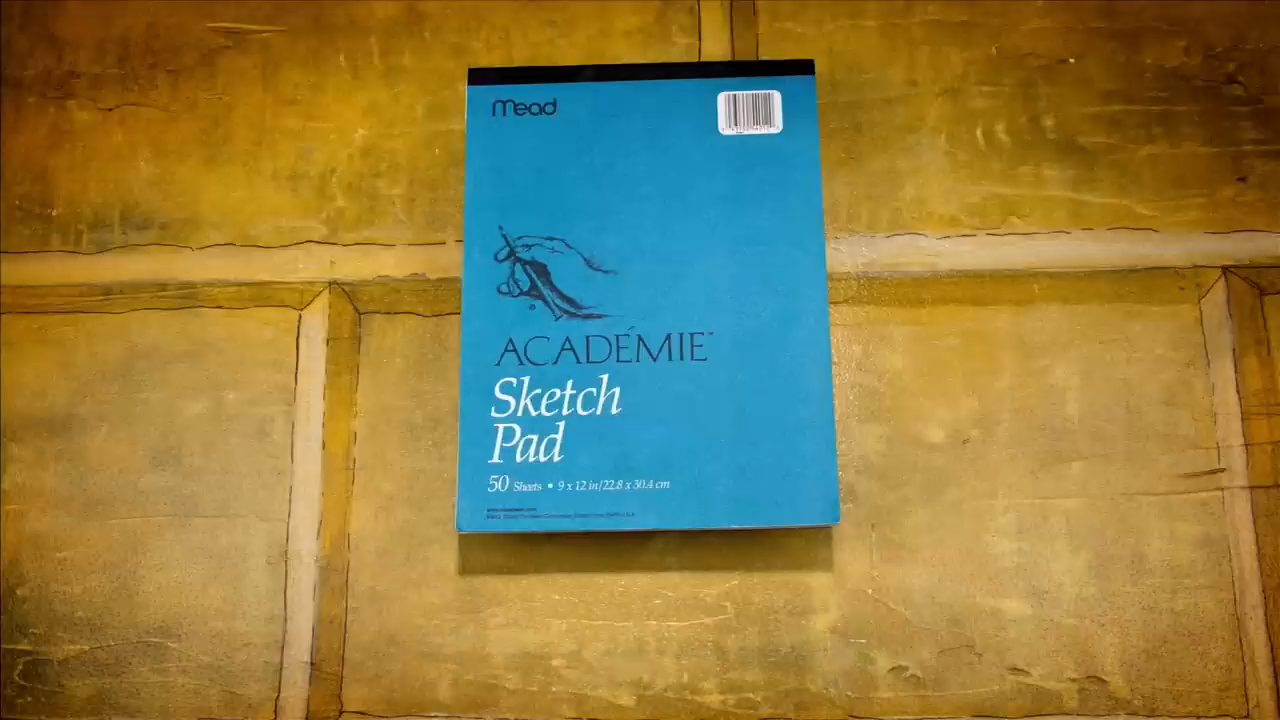 Mead
ACADÉMIE™
Sketch
Pad
50 Sheets • 9 x 12 in/22.8 x 30.4 cm